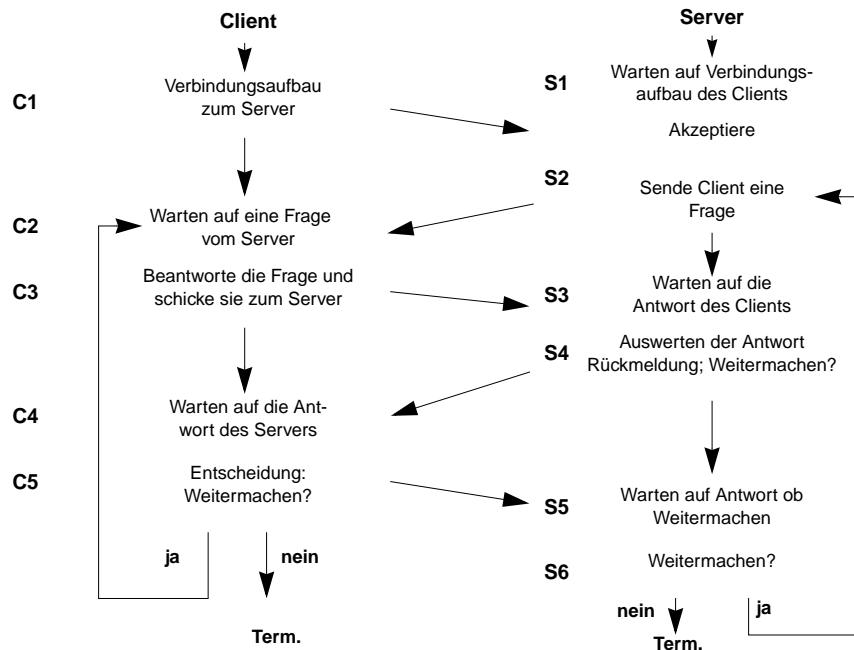 Client
C1
Verbindungsaufbau
zum Server
C2
Warten auf eine Frage
vom Server
C3
Beantworte die Frage und
schicke sie zum Server
C4
Warten auf die Ant-
wort des Servers
C5
Entscheidung:
Weitermachen?
ja
nein
Term.
Server
S1
Warten auf Verbindungs-
aufbau des Clients
Akzeptiere
S2
Sende Client eine
Frage
S3
Warten auf die
Antwort des Clients
S4
Auswerten der Antwort
Rückmeldung; Weitermachen?
S5
Warten auf Antwort ob
Weitermachen
S6
Weitermachen?
nein
ja
Term.